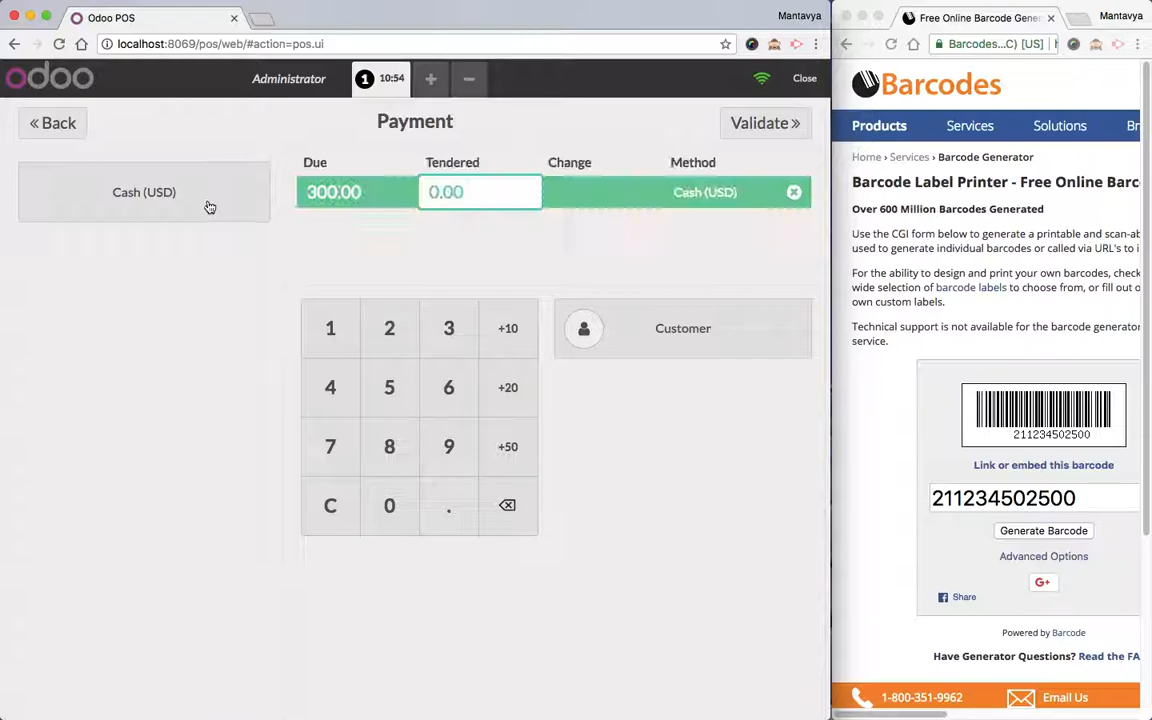 Odoo POS
Mantavya
localhost:8069/pos/web/#action=pos.ui
odoo
Administrator
1 10:54
+
−
Close
« Back
Payment
Validate »
Due Tendered Change Method
Cash (USD)
300.00 0.00 Cash (USD)
1 2 3 +10
4 5 6 +20
7 8 9 +50
C 0 .
Customer
Free Online Barcode Gene
Mantavya
Barcodes...C) [US]
Barcodes
Products Services Solutions Br
Home › Services › Barcode Generator
Barcode Label Printer - Free Online Barc
Over 600 Million Barcodes Generated
Use the CGI form below to generate a printable and scan-ab
used to generate individual barcodes or called via URL's to i
For the ability to design and print your own barcodes, check
wide selection of barcode labels to choose from, or fill out o
own custom labels.
Technical support is not available for the barcode generator
service.
211234502500
Link or embed this barcode
211234502500
Generate Barcode
Advanced Options
G+
Share
Powered by Barcode
Have Generator Questions? Read the FA
1-800-351-9962 Email Us